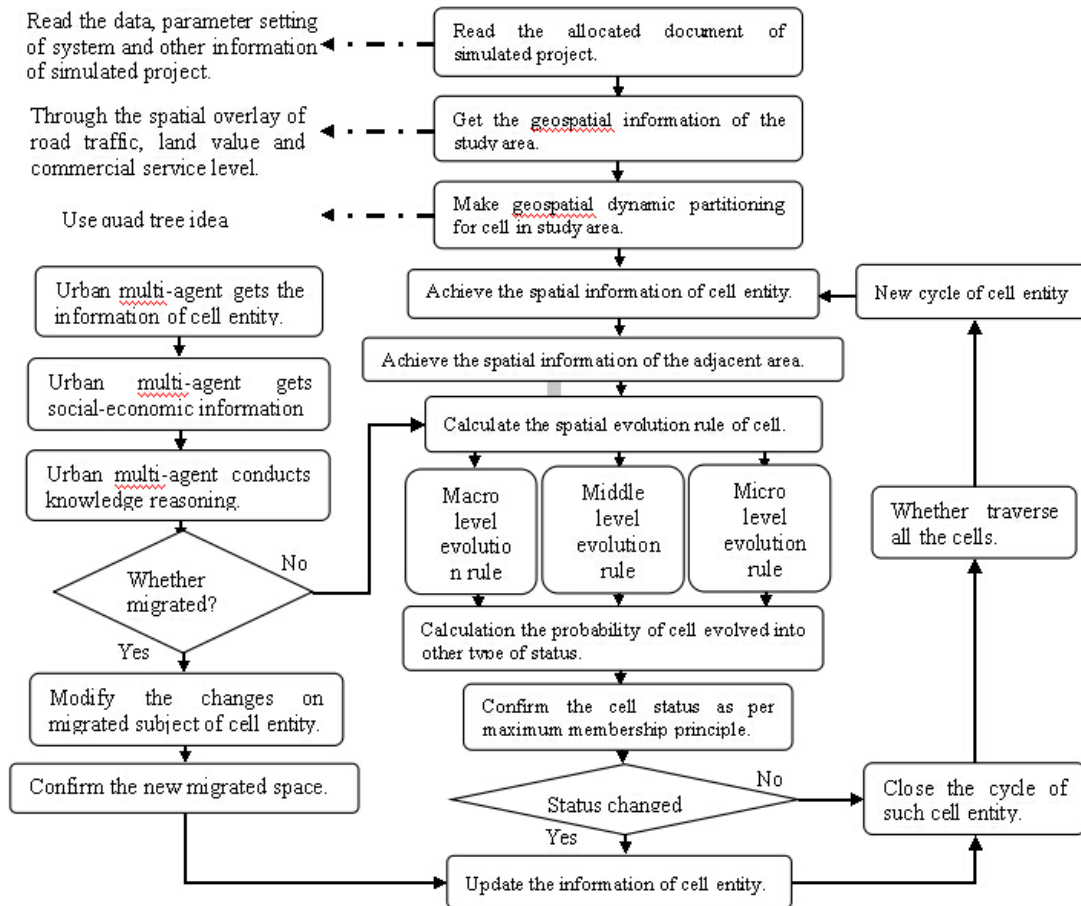 Read the data, parameter setting
of system and other information
of simulated project.
Read the allocated document of
simulated project.
Through the spatial overlay of
road traffic, land value and
commercial service level.
Get the geospatial information of the
study area.
Use quad tree idea
Make geospatial dynamic partitioning
for cell in study area.
Urban multi-agent gets the
information of cell entity.
Achieve the spatial information of cell entity.
New cycle of cell entity
Achieve the spatial information of the adjacent area.
Urban multi-agent gets
social-economic information
Calculate the spatial evolution rule of cell.
Urban multi-agent conducts
knowledge reasoning.
Macro
level
evolutio
n rule
Middle
level
evolution
rule
Micro
level
evolution
rule
Whether traverse
all the cells.
Whether
migrated?
No
Yes
Calculation the probability of cell evolved into
other type of status.
Modify the changes on
migrated subject of cell entity.
Confirm the cell status as per
maximum membership principle.
Confirm the new migrated space.
Status changed
No
Yes
Close the cycle of
such cell entity.
Update the information of cell entity.